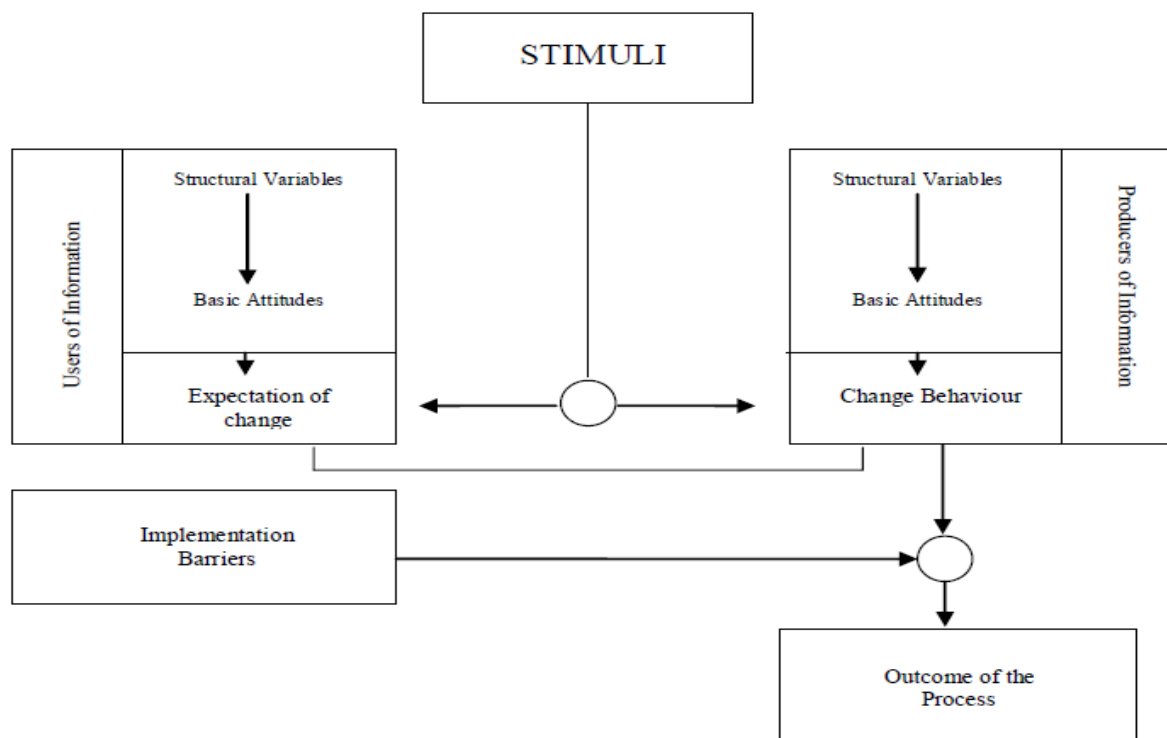 STIMULI
Users of Information
Structural Variables
Basic Attitudes
Expectation of
change
Structural Variables
Basic Attitudes
Change Behaviour
Producers of Information
Implementation
Barriers
Outcome of the
Process